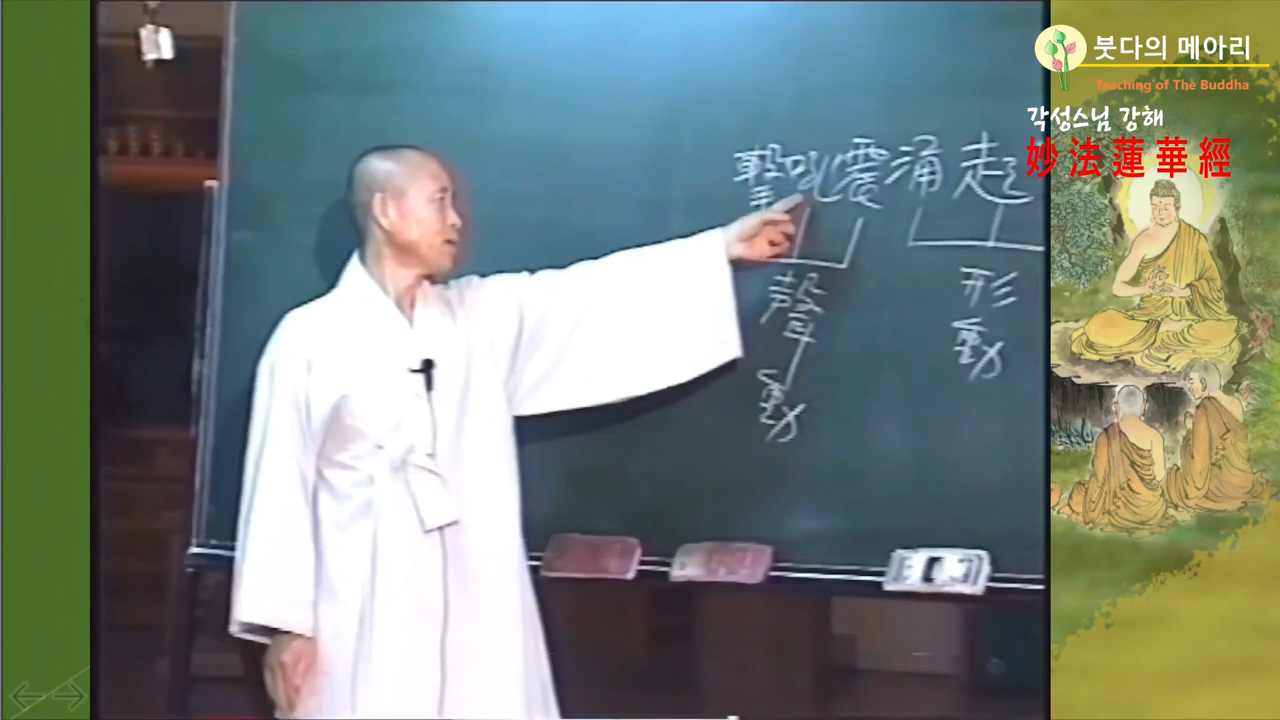 붓다의 메아리
Teaching of The Buddha
각성스님 강해
妙法蓮華經
擊吼震涌起
聲動
形動